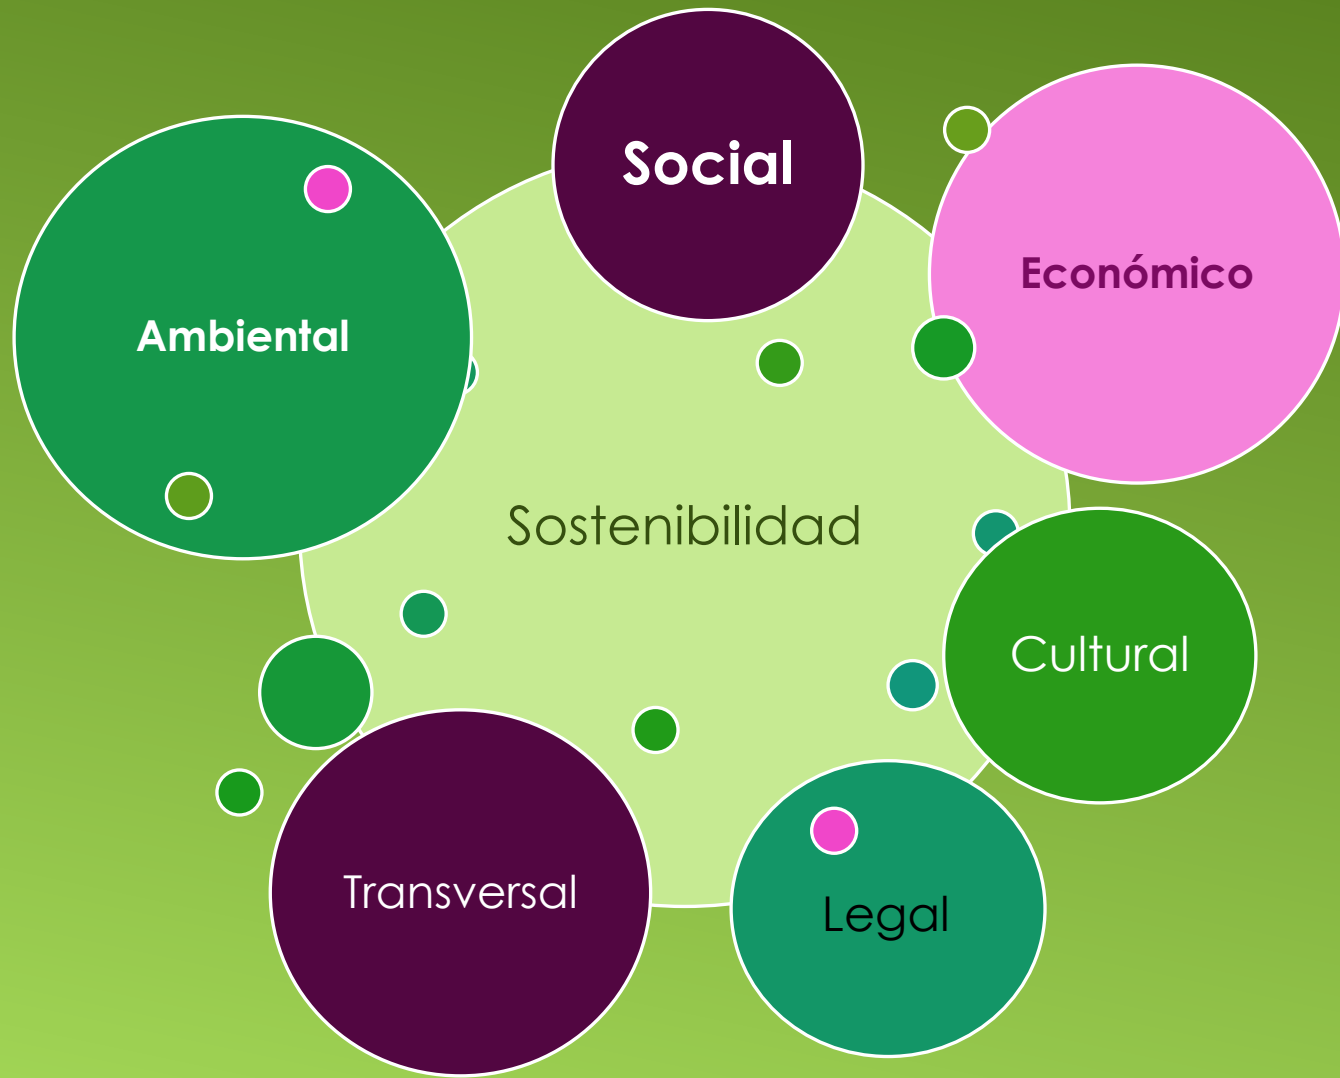 Social
Económico
Ambiental
Sostenibilidad
Cultural
Transversal
Legal